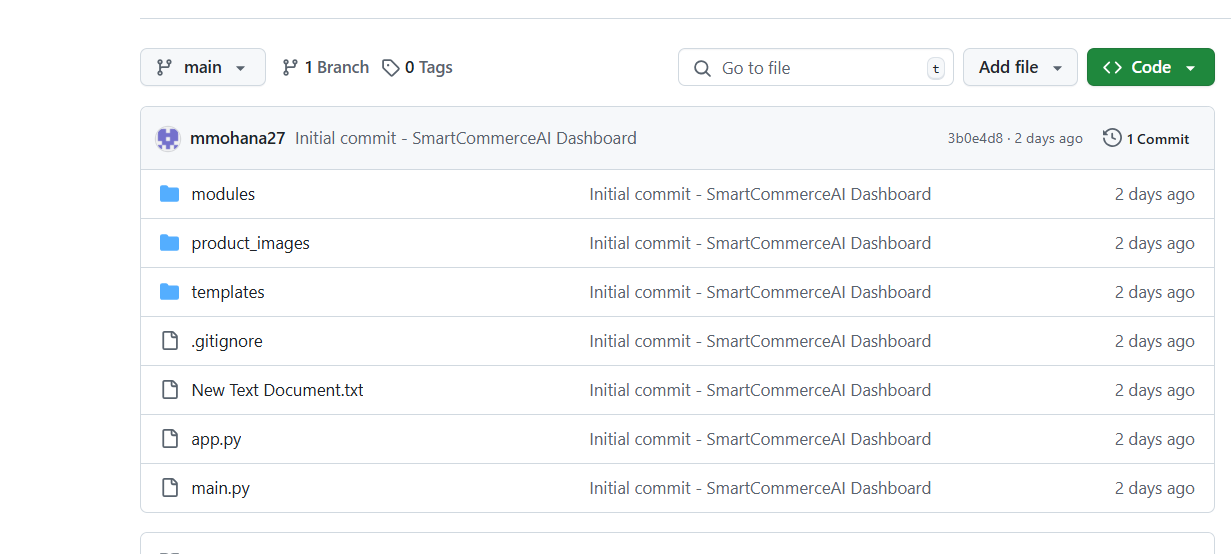 main 1 Branch 0 Tags Go to file t Add file Code
mmohana27 Initial commit - SmartCommerceAI Dashboard 3b0e4d8 · 2 days ago 1 Commit
modules Initial commit - SmartCommerceAI Dashboard 2 days ago
product_images Initial commit - SmartCommerceAI Dashboard 2 days ago
templates Initial commit - SmartCommerceAI Dashboard 2 days ago
.gitignore Initial commit - SmartCommerceAI Dashboard 2 days ago
New Text Document.txt Initial commit - SmartCommerceAI Dashboard 2 days ago
app.py Initial commit - SmartCommerceAI Dashboard 2 days ago
main.py Initial commit - SmartCommerceAI Dashboard 2 days ago